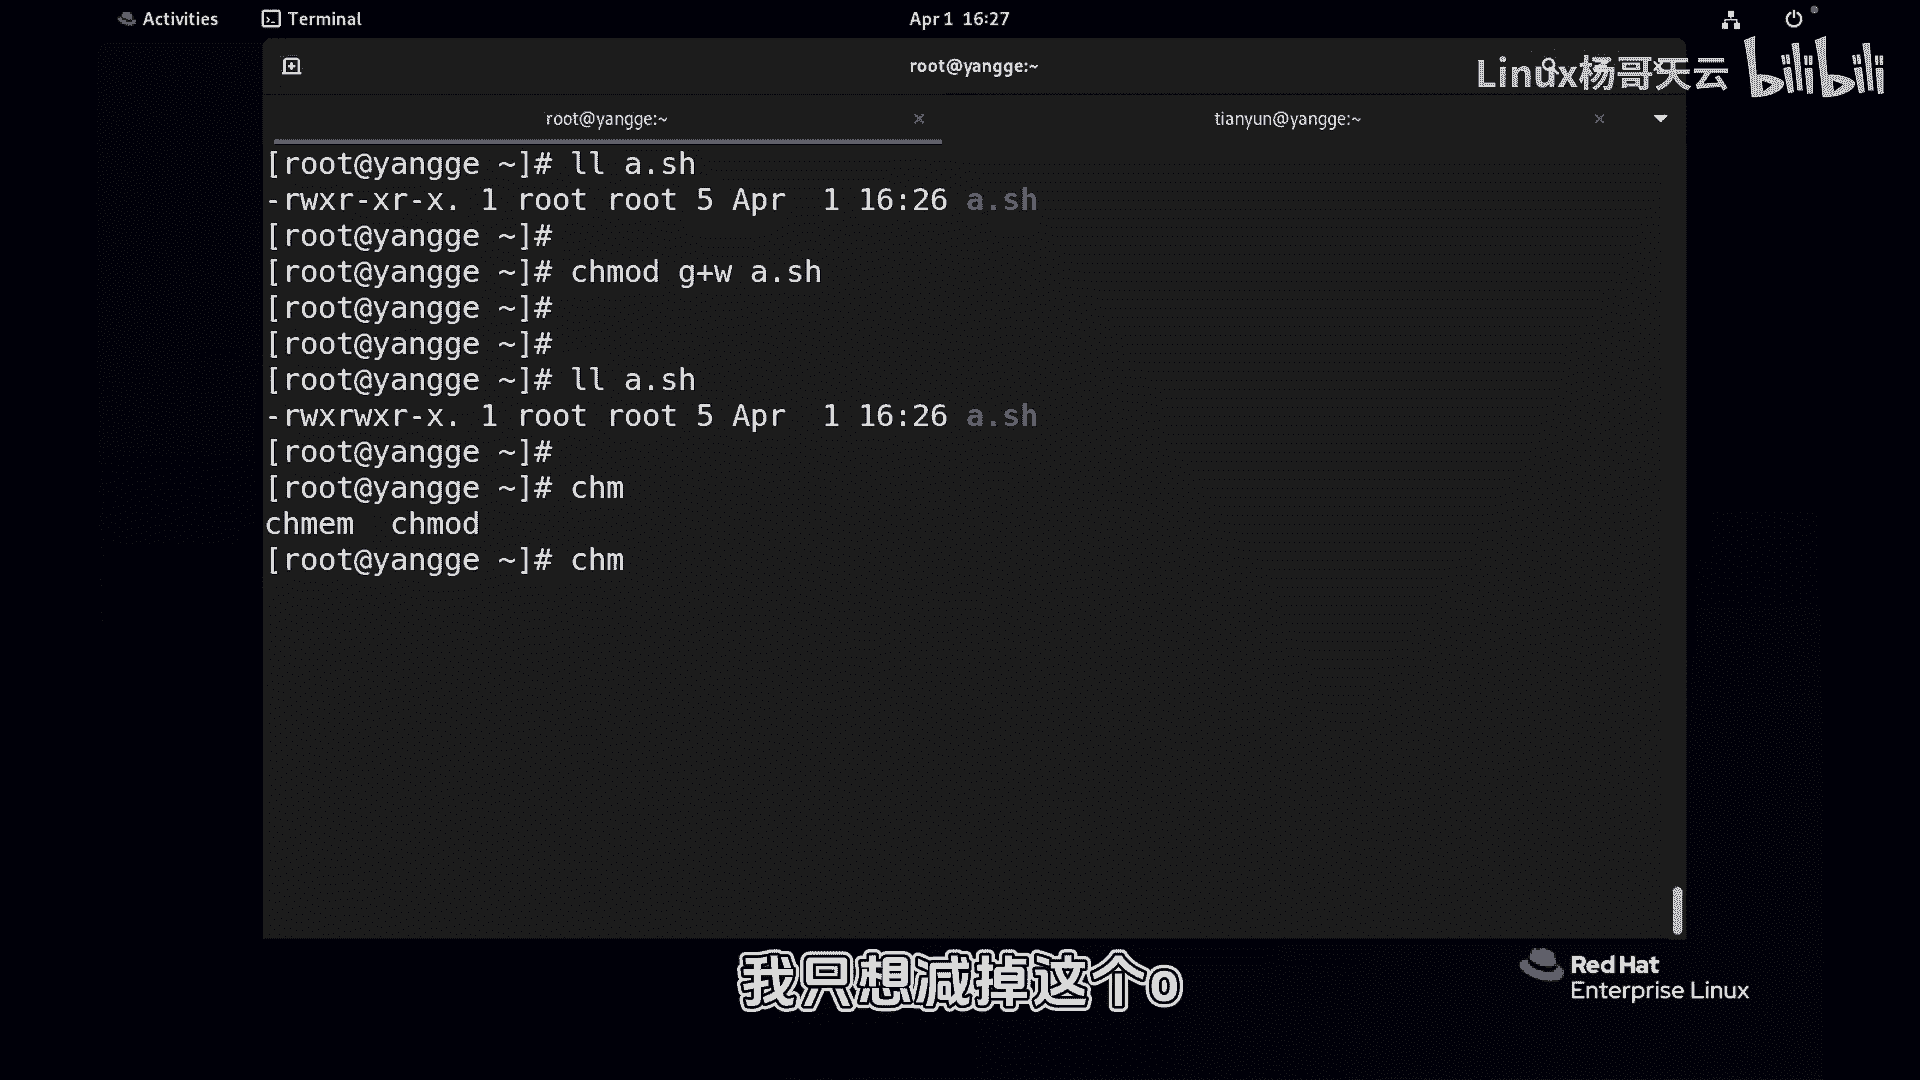 Activities
Terminal
Apr 1 16:27
root@yangge:~
Linux杨哥天云 bilibili
root@yangge:~
tianyun@yangge:~
[root@yangge ~]# ll a.sh
-rwxr-xr-x. 1 root root 5 Apr  1 16:26 a.sh
[root@yangge ~]#
[root@yangge ~]# chmod g+w a.sh
[root@yangge ~]#
[root@yangge ~]#
[root@yangge ~]# ll a.sh
-rwxrwxr-x. 1 root root 5 Apr  1 16:26 a.sh
[root@yangge ~]#
[root@yangge ~]# chm
chmem  chmod
[root@yangge ~]# chm
我只想减掉这个o
Red Hat
Enterprise Linux